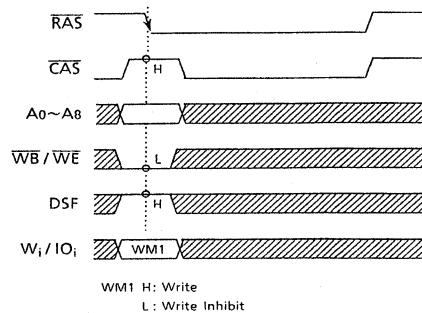 RAS
CAS H
A0~A8
WB / WE L
DSF H
Wi / IOi WM1
WM1 H: Write
L: Write Inhibit